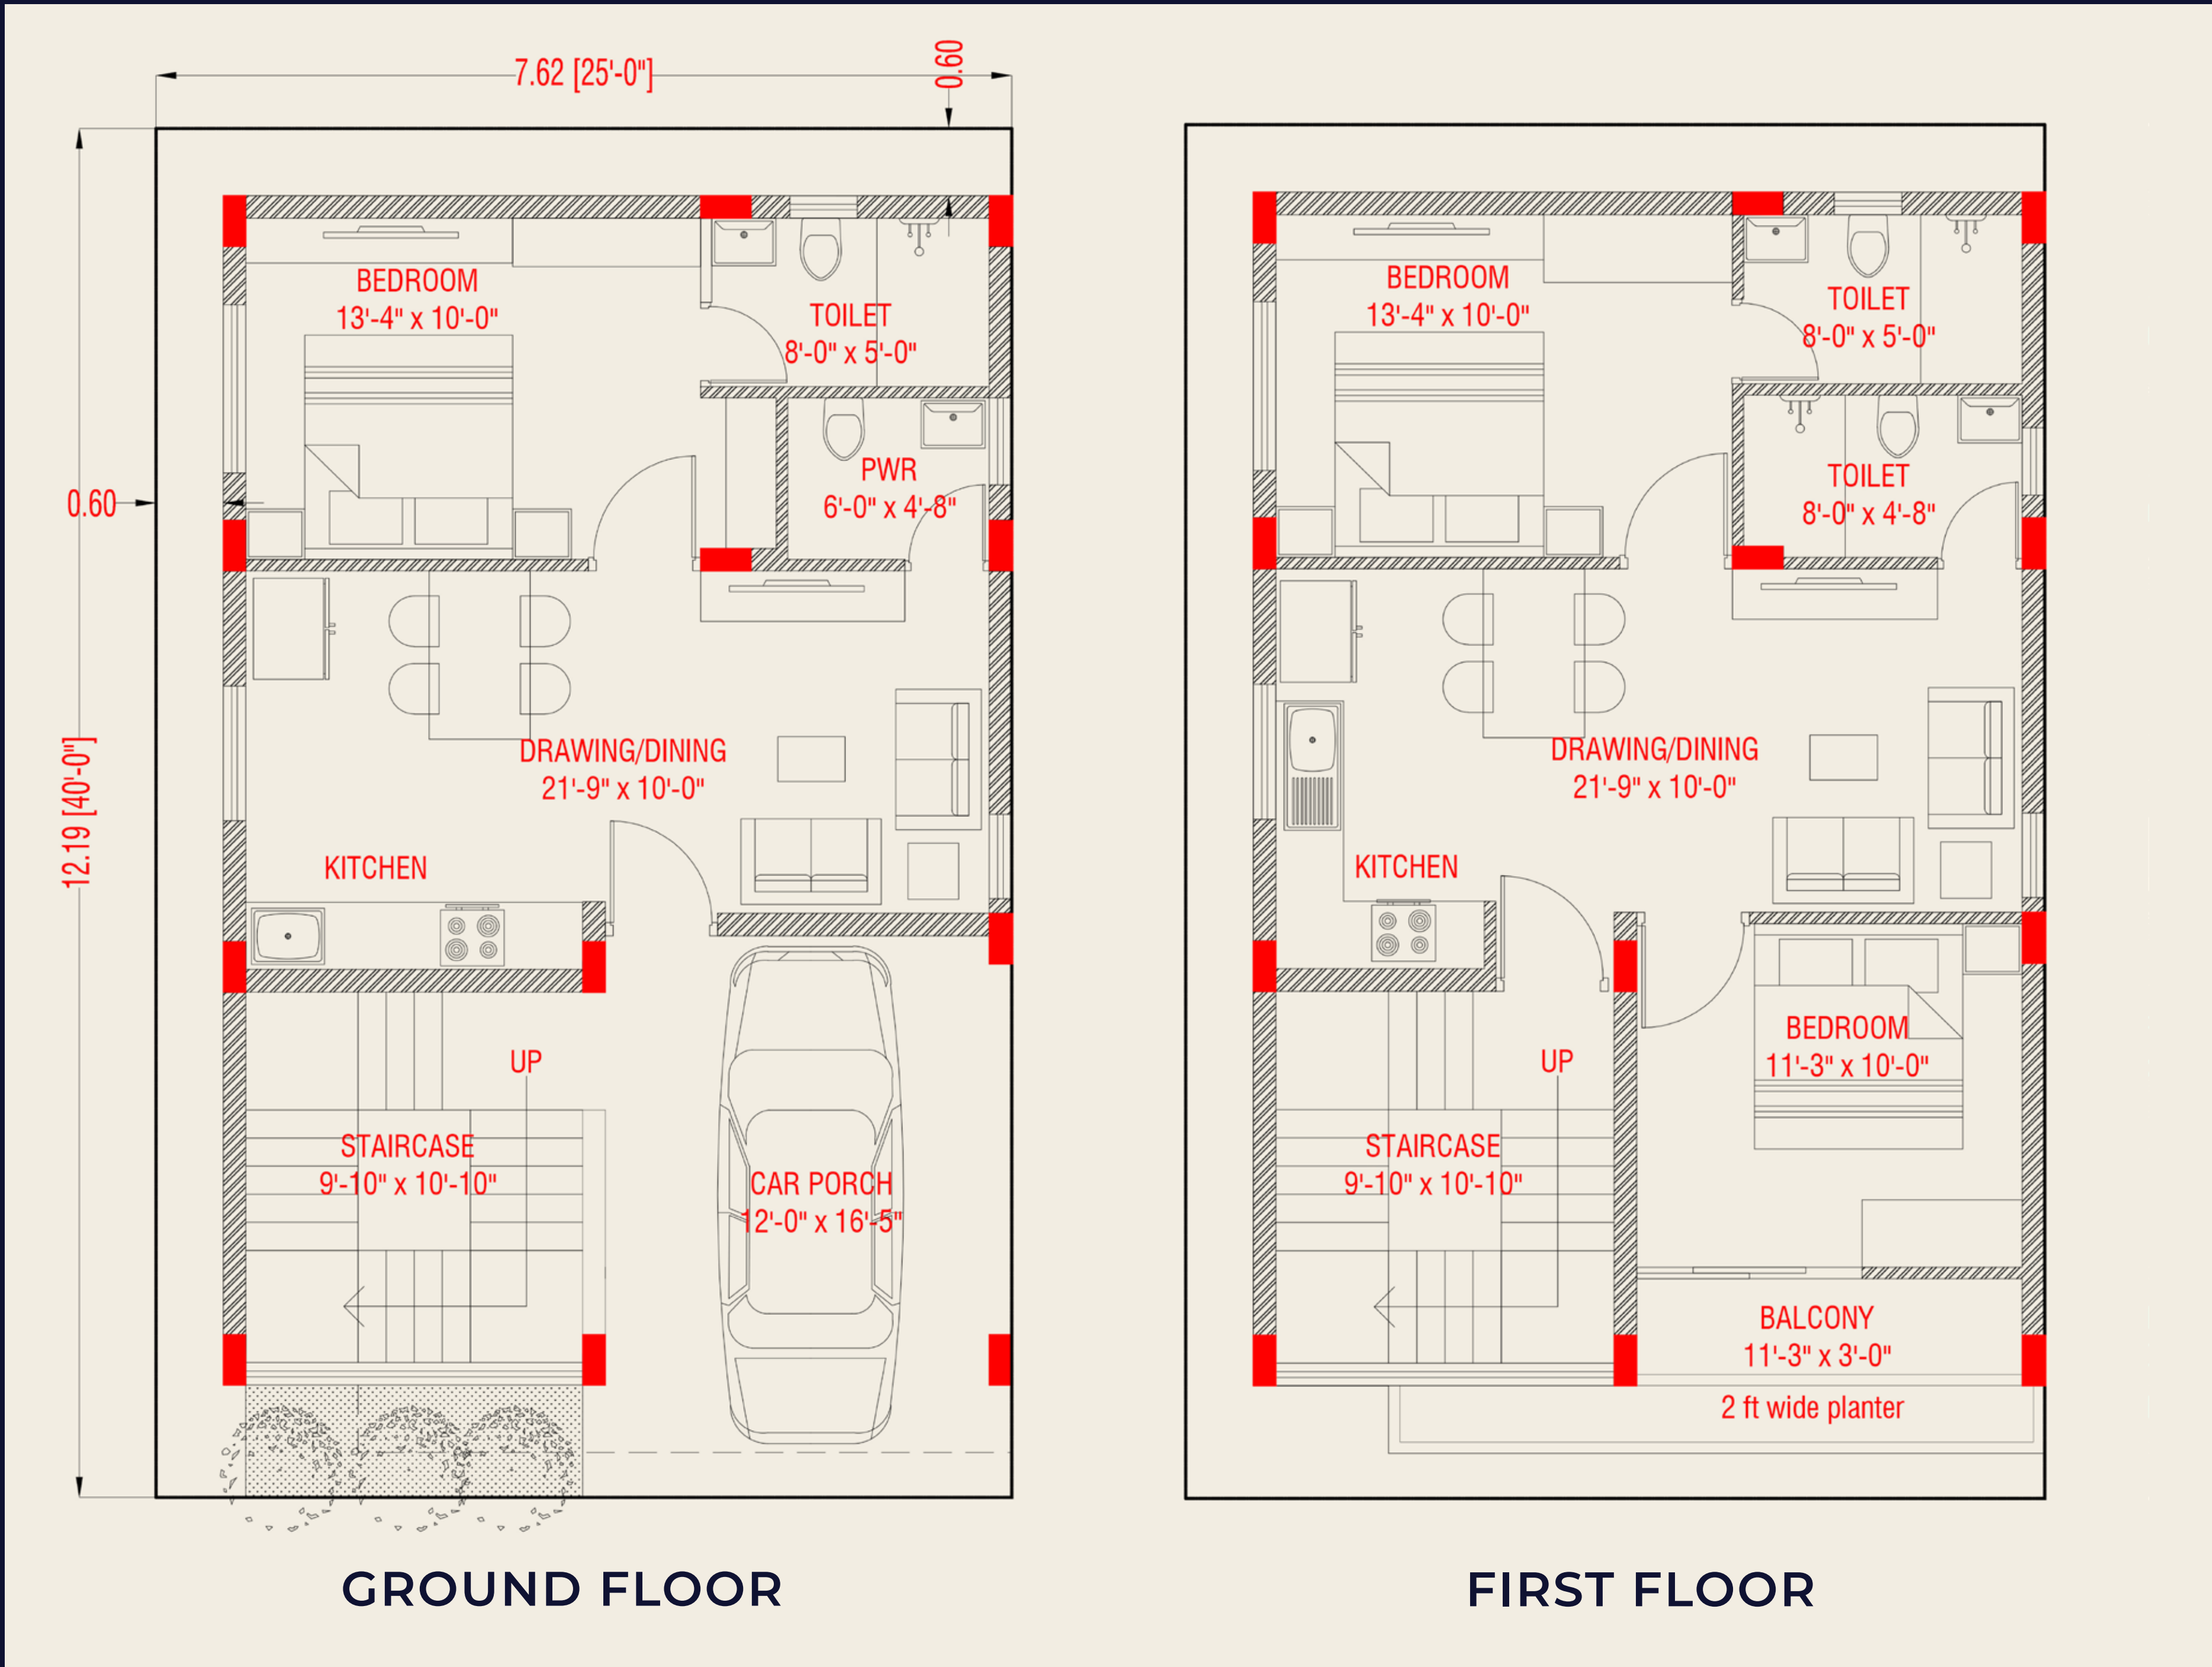 7.62 [25'-0"]
0.60
0.60
12.19 [40'-0"]
BEDROOM
13'-4" x 10'-0"
TOILET
8'-0" x 5'-0"
PWR
6'-0" x 4'-8"
DRAWING/DINING
21'-9" x 10'-0"
KITCHEN
UP
STAIRCASE
9'-10" x 10'-10"
CAR PORCH
12'-0" x 16'-5"
GROUND FLOOR
BEDROOM
13'-4" x 10'-0"
TOILET
8'-0" x 5'-0"
TOILET
8'-0" x 4'-8"
DRAWING/DINING
21'-9" x 10'-0"
KITCHEN
BEDROOM
11'-3" x 10'-0"
UP
STAIRCASE
9'-10" x 10'-10"
BALCONY
11'-3" x 3'-0"
2 ft wide planter
FIRST FLOOR